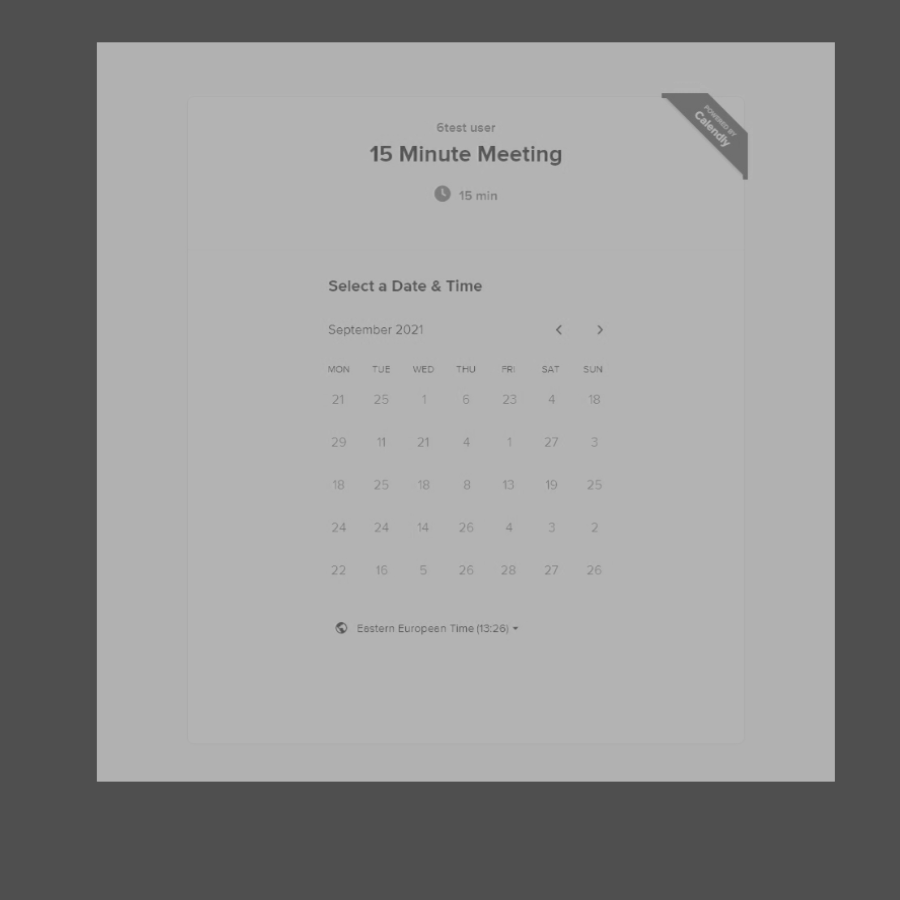 POWERED BY
Calendly
6test user
15 Minute Meeting
15 min
Select a Date & Time
September 2021
MON TUE WED THU FRI SAT SUN
21 25 1 6 23 4 18
29 11 21 4 1 27 3
18 25 18 8 13 19 25
24 24 14 26 4 3 2
22 16 5 26 28 27 26
Eastern European Time (13:26)